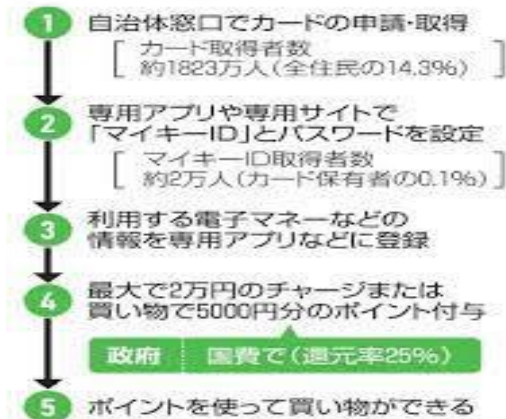 1 自治体窓口でカードの申請・取得
カード取得者数
約1823万人(全住民の14.3%)
2 専用アプリや専用サイトで
「マイキーID」とパスワードを設定
マイキーID取得者数
約2万人(カード保有者の0.1%)
3 利用する電子マネーなどの
情報を専用アプリなどに登録
4 最大で2万円のチャージまたは
買い物で5000円分のポイント付与
政府 国費で(還元率25%)
5 ポイントを使って買い物ができる